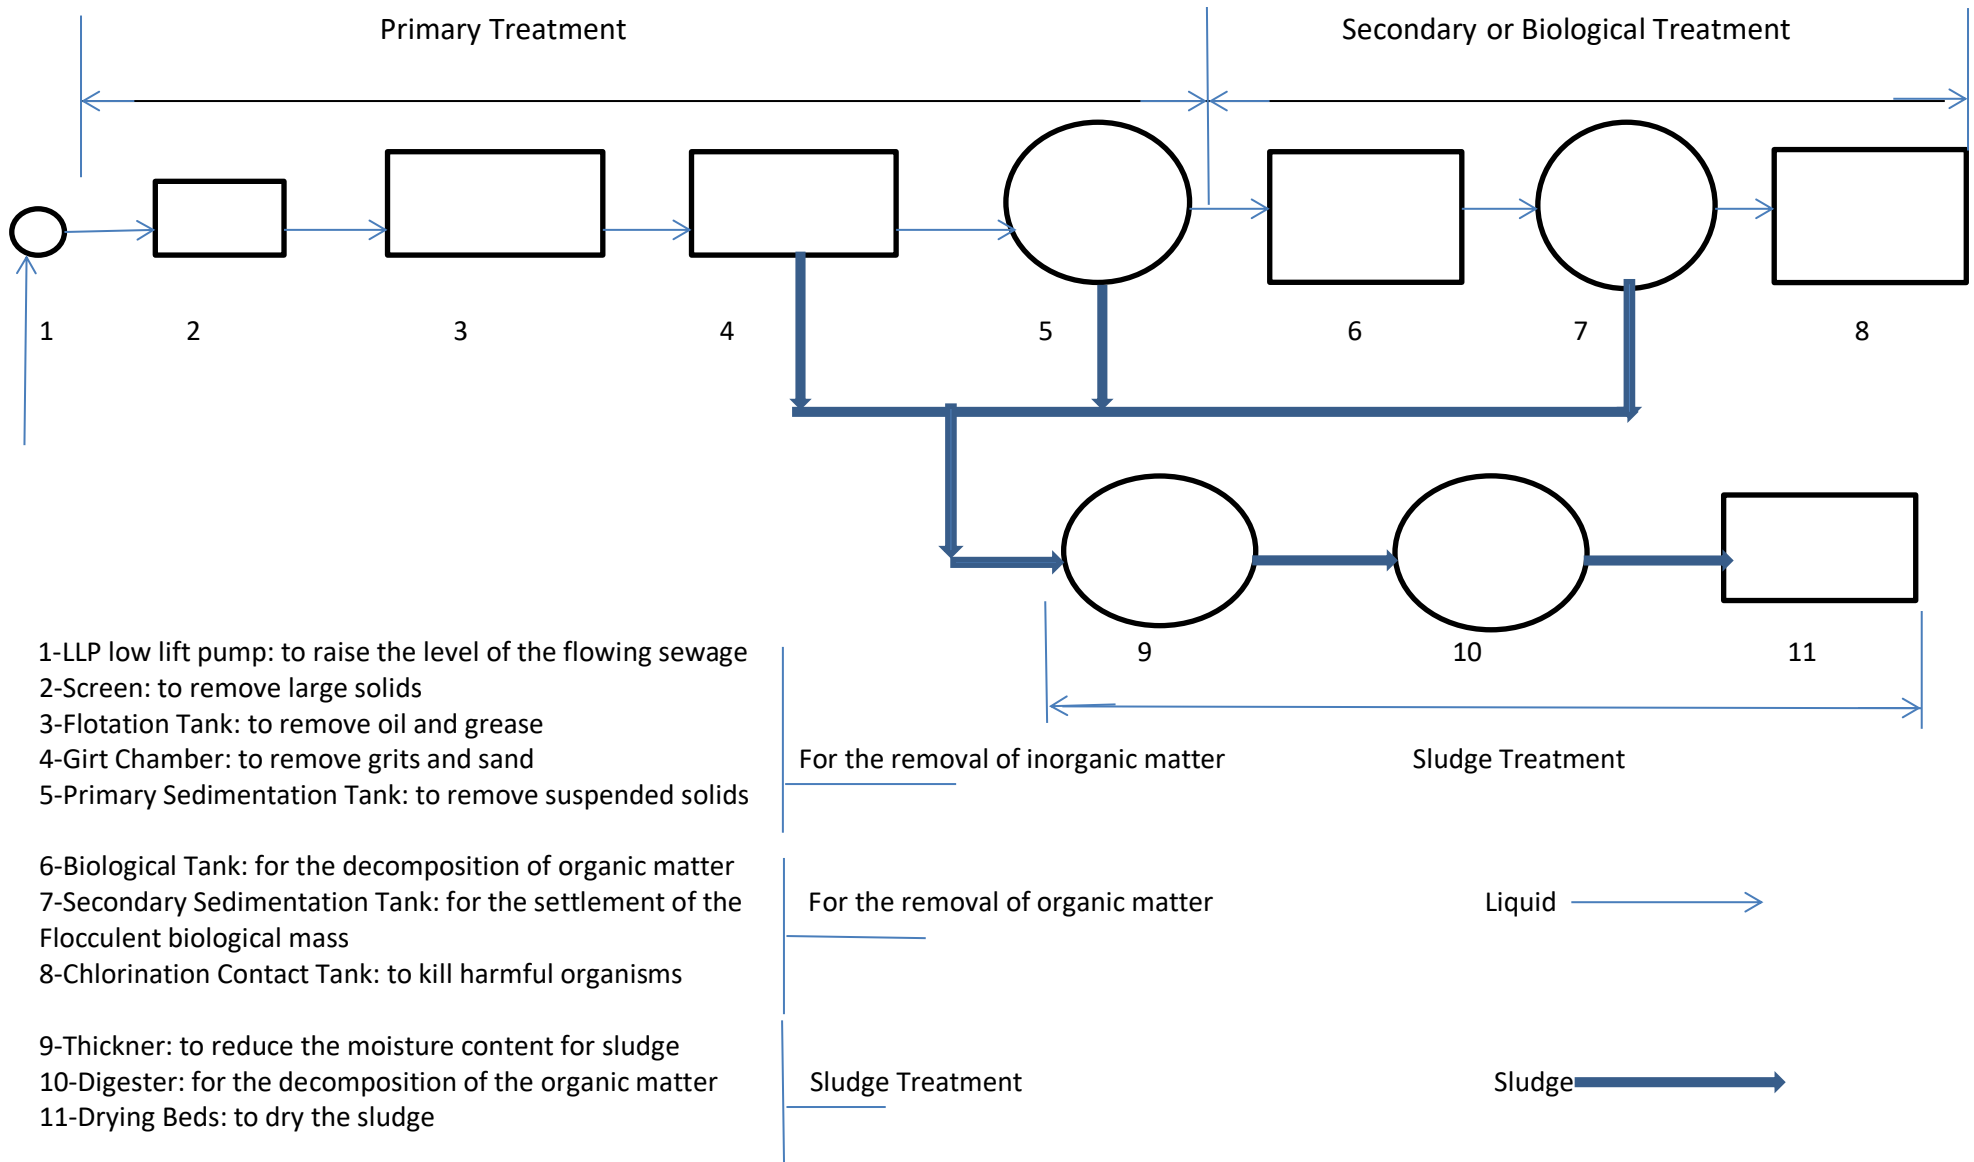 Primary Treatment
Secondary or Biological Treatment
1
2
3
4
5
6
7
8
9
10
11
1-LLP low lift pump: to raise the level of the flowing sewage
2-Screen: to remove large solids
3-Flotation Tank: to remove oil and grease
4-Girt Chamber: to remove grits and sand
5-Primary Sedimentation Tank: to remove suspended solids
For the removal of inorganic matter
Sludge Treatment
6-Biological Tank: for the decomposition of organic matter
7-Secondary Sedimentation Tank: for the settlement of the
Flocculent biological mass
8-Chlorination Contact Tank: to kill harmful organisms
For the removal of organic matter
Liquid
9-Thickner: to reduce the moisture content for sludge
10-Digester: for the decomposition of the organic matter
11-Drying Beds: to dry the sludge
Sludge Treatment
Sludge